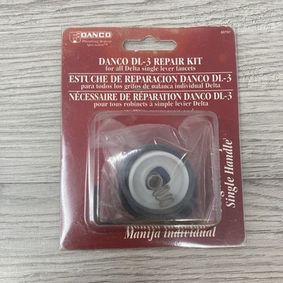 DANCO
DANCO DL-3 REPAIR KIT
for all Delta single lever faucets
ESTUCHE DE REPARACION DANCO DL-3
para todos los grifos de palanca individual Delta
NÉCESSAIRE DE RÉPARATION DANCO DL-3
pour tous robinets à simple levier Delta
Single Handle
Manija individual